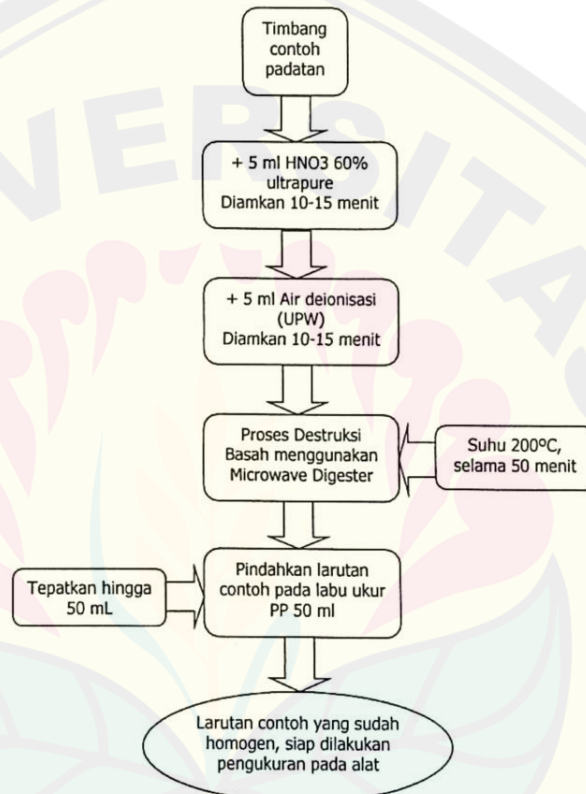 Timbang
contoh
padatan
+ 5 ml HNO3 60%
ultrapure
Diamkan 10-15 menit
+ 5 ml Air deionisasi
(UPW)
Diamkan 10-15 menit
Proses Destruksi
Basah menggunakan
Microwave Digester
Suhu 200ºC,
selama 50 menit
Tepatkan hingga
50 mL
Pindahkan larutan
contoh pada labu ukur
PP 50 ml
Larutan contoh yang sudah
homogen, siap dilakukan
pengukuran pada alat
VERSITAS